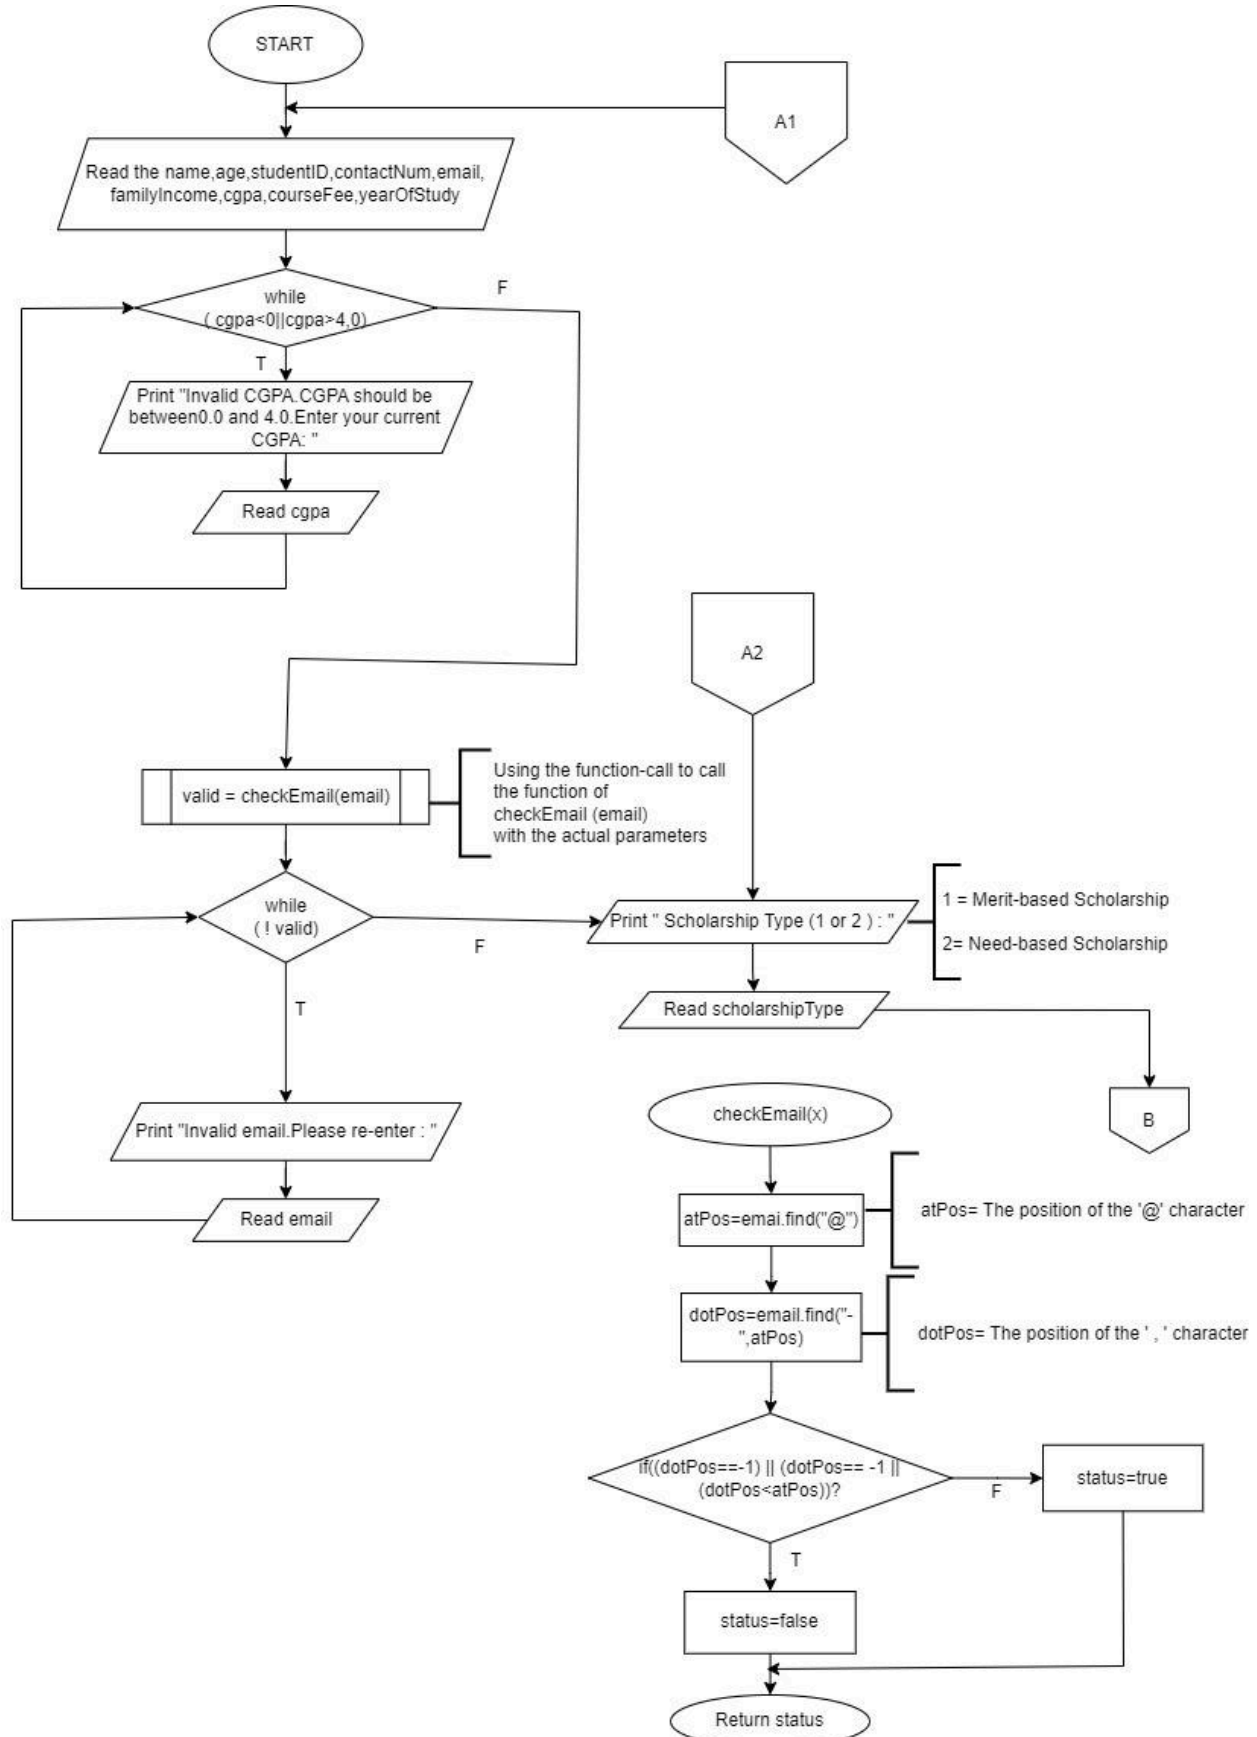 START
A1
Read the name,age,studentID,contactNum,email,
familyIncome,cgpa,courseFee,yearOfStudy
F
while
( cgpa<0||cgpa>4,0)
T
Print "Invalid CGPA.CGPA should be
between0.0 and 4.0.Enter your current
CGPA: "
Read cgpa
A2
valid = checkEmail(email)
Using the function-call to call
the function of
checkEmail (email)
with the actual parameters
while
( ! valid)
F
T
Print " Scholarship Type (1 or 2 ) : "
1 = Merit-based Scholarship
2= Need-based Scholarship
Read scholarshipType
B
Print "Invalid email.Please re-enter : "
Read email
checkEmail(x)
atPos=emai.find("@")
atPos= The position of the '@' character
dotPos=email.find("-
",atPos)
dotPos= The position of the ' , ' character
if((dotPos==-1) || (dotPos== -1 ||
(dotPos<atPos))?
F
status=true
T
status=false
Return status